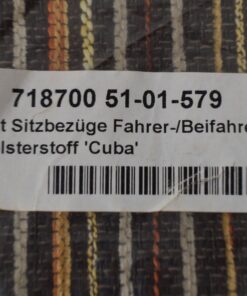 718700 51-01-579
t Sitzbezüge Fahrer-/Beifahre
lsterstoff 'Cuba'